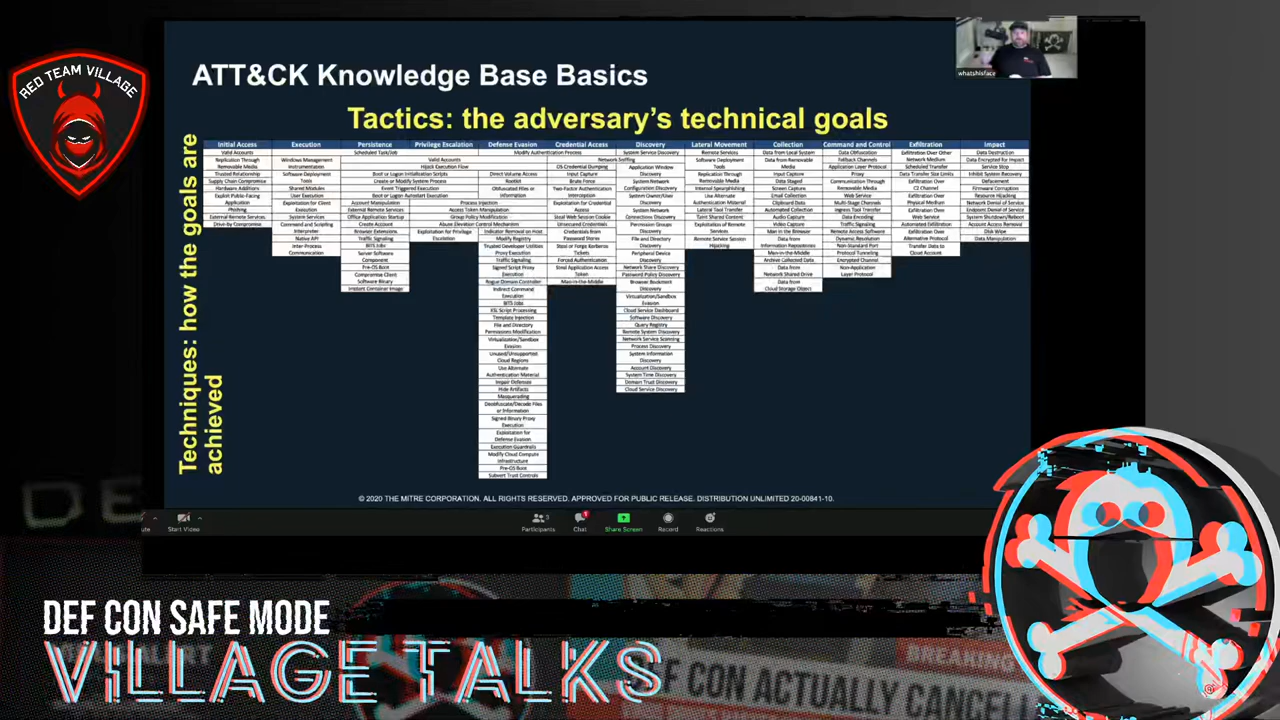 RED TEAM VILLAGE
ATT&CK Knowledge Base Basics
whatshisface
Tactics: the adversary's technical goals
Techniques: how the goals are
achieved
Initial Access
Valid Accounts
Replication Through
Removable Media
Trusted Relationship
Supply Chain Compromise
Hardware Additions
Exploit Public-Facing
Application
Phishing
External Remote Services
Drive-by Compromise
Execution
Windows Management
Instrumentation
Software Deployment
Tools
Shared Modules
User Execution
Exploitation for Client
Execution
System Services
Command and Scripting
Interpreter
Native API
Inter-Process
Communication
Persistence
Privilege Escalation
Scheduled Task/Job
Valid Accounts
Hijack Execution Flow
Boot or Logon Initialization Scripts
Create or Modify System Process
Event Triggered Execution
Boot or Logon Autostart Execution
Account Manipulation
External Remote Services
Office Application Startup
Create Account
Browser Extensions
Traffic Signaling
BITS Jobs
Server Software
Component
Pre-OS Boot
Compromise Client
Software Binary
Implant Container Image
Process Injection
Access Token Manipulation
Group Policy Modification
Abuse Elevation Control Mechanism
Exploitation for Privilege
Escalation
Defense Evasion
Modify Authentication Process
Direct Volume Access
Rootkit
Obfuscated Files or
Information
Indicator Removal on Host
Modify Registry
Trusted Developer Utilities
Proxy Execution
Traffic Signaling
Signed Script Proxy
Execution
Rogue Domain Controller
Indirect Command
Execution
BITS Jobs
XSL Script Processing
Template Injection
File and Directory
Permissions Modification
Virtualization/Sandbox
Evasion
Unused/Unsupported
Cloud Regions
Use Alternate
Authentication Material
Impair Defenses
Hide Artifacts
Masquerading
Deobfuscate/Decode Files
or Information
Signed Binary Proxy
Execution
Exploitation for
Defense Evasion
Execution Guardrails
Modify Cloud Compute
Infrastructure
Pre-OS Boot
Subvert Trust Controls
Credential Access
Network Sniffing
OS Credential Dumping
Input Capture
Brute Force
Two-Factor Authentication
Interception
Exploitation for Credential
Access
Steal Web Session Cookie
Unsecured Credentials
Credentials from
Password Stores
Steal or Forge Kerberos
Tickets
Forced Authentication
Steal Application Access
Token
Man-in-the-Middle
Discovery
System Service Discovery
Application Window
Discovery
System Network
Configuration Discovery
System Owner/User
Discovery
System Network
Connections Discovery
Permission Groups
Discovery
File and Directory
Discovery
Peripheral Device
Discovery
Network Share Discovery
Password Policy Discovery
Browser Bookmark
Discovery
Virtualization/Sandbox
Evasion
Cloud Service Dashboard
Software Discovery
Query Registry
Remote System Discovery
Network Service Scanning
Process Discovery
System Information
Discovery
Account Discovery
System Time Discovery
Domain Trust Discovery
Cloud Service Discovery
Lateral Movement
Remote Services
Software Deployment
Tools
Replication Through
Removable Media
Internal Spearphishing
Use Alternate
Authentication Material
Lateral Tool Transfer
Taint Shared Content
Exploitation of Remote
Services
Remote Service Session
Hijacking
Collection
Data from Local System
Data from Removable
Media
Input Capture
Data Staged
Screen Capture
Email Collection
Clipboard Data
Automated Collection
Audio Capture
Video Capture
Man in the Browser
Data from
Information Repositories
Man-in-the-Middle
Archive Collected Data
Data from
Network Shared Drive
Data from
Cloud Storage Object
Command and Control
Data Obfuscation
Fallback Channels
Application Layer Protocol
Proxy
Communication Through
Removable Media
Web Service
Multi-Stage Channels
Ingress Tool Transfer
Data Encoding
Traffic Signaling
Remote Access Software
Dynamic Resolution
Non-Standard Port
Protocol Tunneling
Encrypted Channel
Non-Application
Layer Protocol
Exfiltration
Exfiltration Over Other
Network Medium
Scheduled Transfer
Data Transfer Size Limits
Exfiltration Over
C2 Channel
Exfiltration Over
Physical Medium
Exfiltration Over
Web Service
Automated Exfiltration
Exfiltration Over
Alternative Protocol
Transfer Data to
Cloud Account
Impact
Data Destruction
Data Encrypted for Impact
Service Stop
Inhibit System Recovery
Defacement
Firmware Corruption
Resource Hijacking
Network Denial of Service
Endpoint Denial of Service
System Shutdown/Reboot
Account Access Removal
Disk Wipe
Data Manipulation
© 2020 THE MITRE CORPORATION. ALL RIGHTS RESERVED. APPROVED FOR PUBLIC RELEASE. DISTRIBUTION UNLIMITED 20-00841-10.
Start Video
Participants
3
Chat
1
Share Screen
Record
Reactions
DEF CON SAFE MODE
VILLAGE TALKS
DEF CON ACTUALLY CANCEL
BREAKING